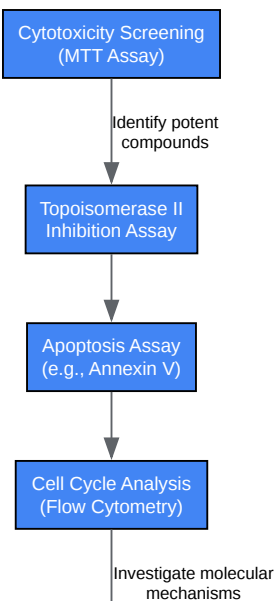 Cytotoxicity Screening
(MTT Assay)
Identify potent
compounds
Topoisomerase II
Inhibition Assay
Apoptosis Assay
(e.g., Annexin V)
Cell Cycle Analysis
(Flow Cytometry)
Investigate molecular
mechanisms